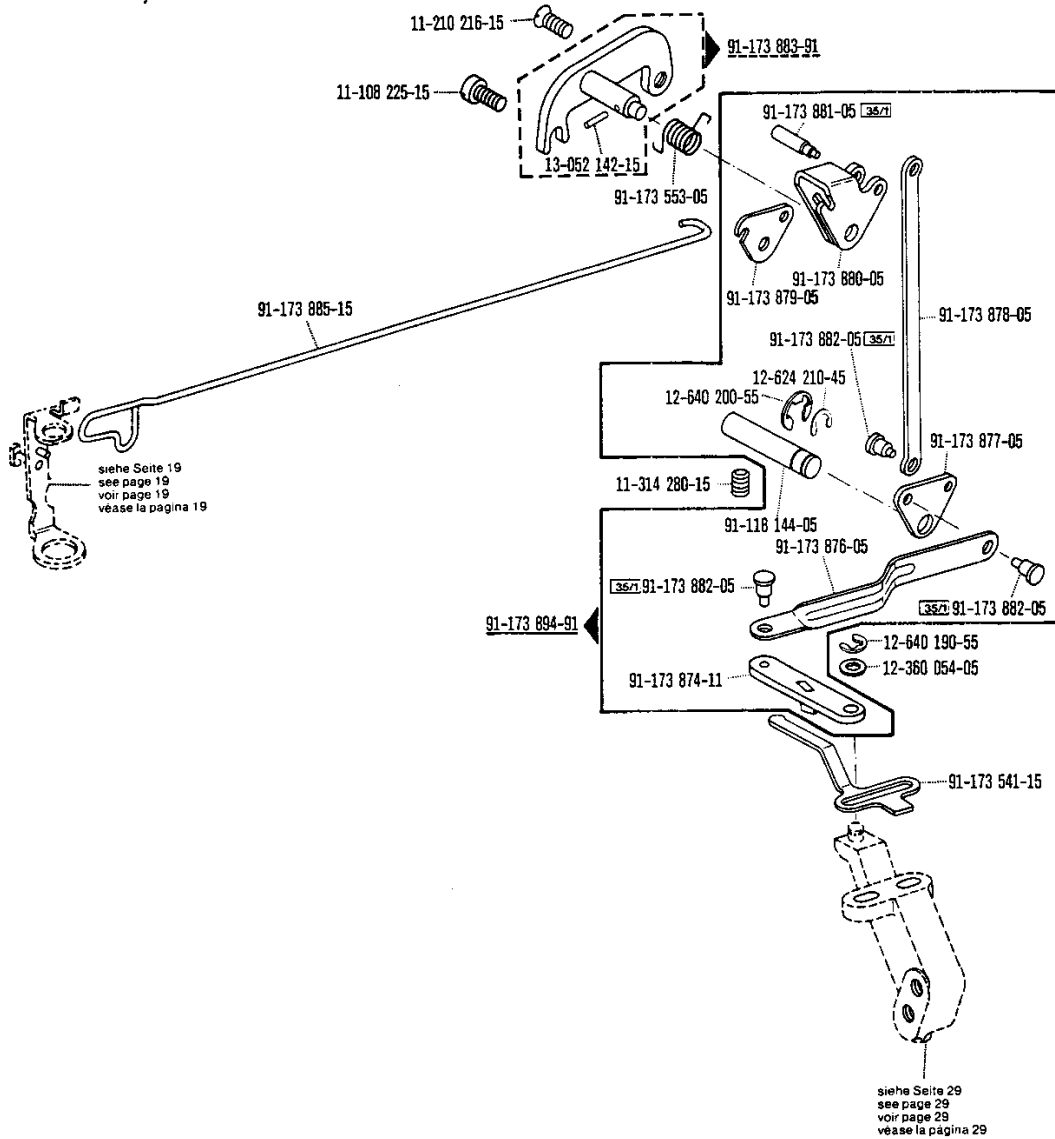 11-210 216-15
91-173 883-91
11-108 225-15
91-173 881-05 35/1
13-052 142-15
91-173 553-05
91-173 880-05
91-173 879-05
91-173 885-15
91-173 878-05
91-173 882-05 35/1
12-624 210-45
12-640 200-55
91-173 877-05
siehe Seite 19
see page 19
voir page 19
véase la página 19
11-314 280-15
91-118 144-05
91-173 876-05
35/1 91-173 882-05
35/1 91-173 882-05
91-173 894-91
12-640 190-55
12-360 054-05
91-173 874-11
91-173 541-15
siehe Seite 29
see page 29
voir page 29
véase la página 29